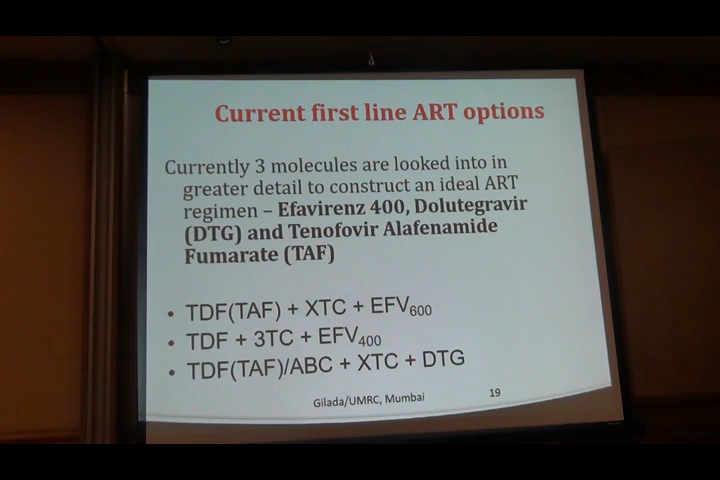 Current first line ART options
Currently 3 molecules are looked into in
greater detail to construct an ideal ART
regimen – Efavirenz 400, Dolutegravir
(DTG) and Tenofovir Alafenamide
Fumarate (TAF)
• TDF(TAF) + XTC + EFV₆₀₀
• TDF + 3TC + EFV₄₀₀
• TDF(TAF)/ABC + XTC + DTG
Gilada/UMRC, Mumbai 19